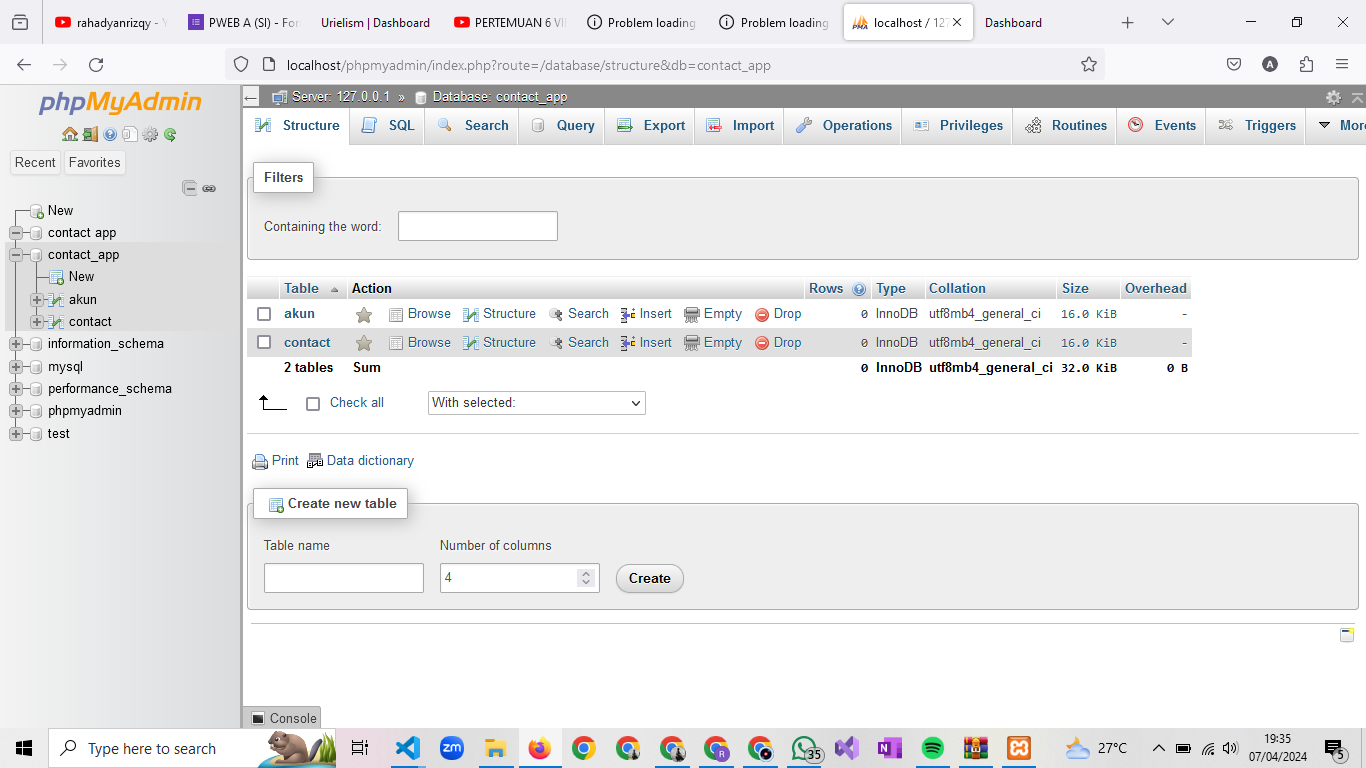 rahadyanrizqy -
PWEB A (SI) - For
Urielism | Dashboard
PERTEMUAN 6 VI
Problem loading
Problem loading
localhost / 127
Dashboard
localhost/phpmyadmin/index.php?route=/database/structure&db=contact_app
A
phpMyAdmin
Recent
Favorites
New
contact app
contact_app
New
akun
contact
information_schema
mysql
performance_schema
phpmyadmin
test
Server: 127.0.0.1 » Database: contact_app
Structure SQL Search Query Export Import Operations Privileges Routines Events Triggers More
Filters
Containing the word:
Table Action Rows Type Collation Size Overhead
akun Browse Structure Search Insert Empty Drop 0 InnoDB utf8mb4_general_ci 16.0 KiB -
contact Browse Structure Search Insert Empty Drop 0 InnoDB utf8mb4_general_ci 16.0 KiB -
2 tables Sum 0 InnoDB utf8mb4_general_ci 32.0 KiB 0 B
Check all
With selected:
Print
Data dictionary
Create new table
Table name
Number of columns
4
Create
Console
Type here to search
zm
R
35
N
27°C
19:35
07/04/2024
5